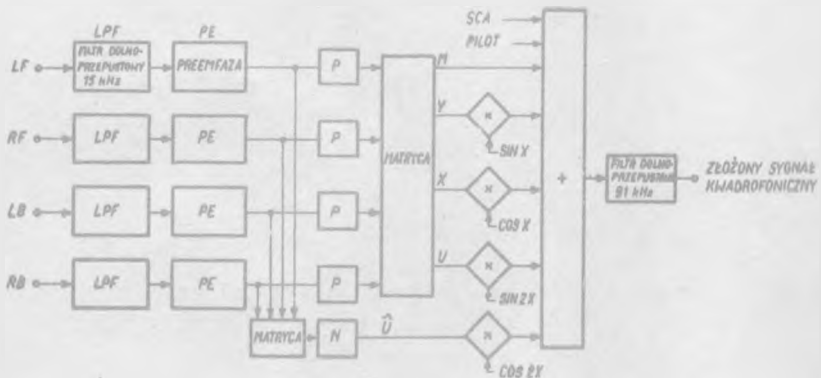 LPF
PE
SCA
PILOT
LF
FILTR DOLNO-
PRZEPUSTOWY
15 kHz
PREEMFAZA
P
M
RF
LPF
PE
P
Y
×
SIN X
MATRYCA
LB
LPF
PE
P
X
×
COS X
+
FILTR DOLNO-
PRZEPUSTOWY
91 kHz
ZŁOŻONY SYGNAŁ
KWADROFONICZNY
RB
LPF
PE
P
U
×
SIN 2X
MATRYCA
N
Û
×
COS 2X